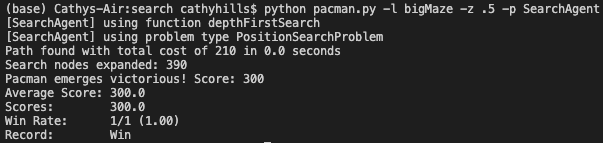 (base) Cathys-Air:search cathyhills$ python pacman.py -l bigMaze -z .5 -p SearchAgent
[SearchAgent] using function depthFirstSearch
[SearchAgent] using problem type PositionSearchProblem
Path found with total cost of 210 in 0.0 seconds
Search nodes expanded: 390
Pacman emerges victorious! Score: 300
Average Score: 300.0
Scores:        300.0
Win Rate:      1/1 (1.00)
Record:        Win